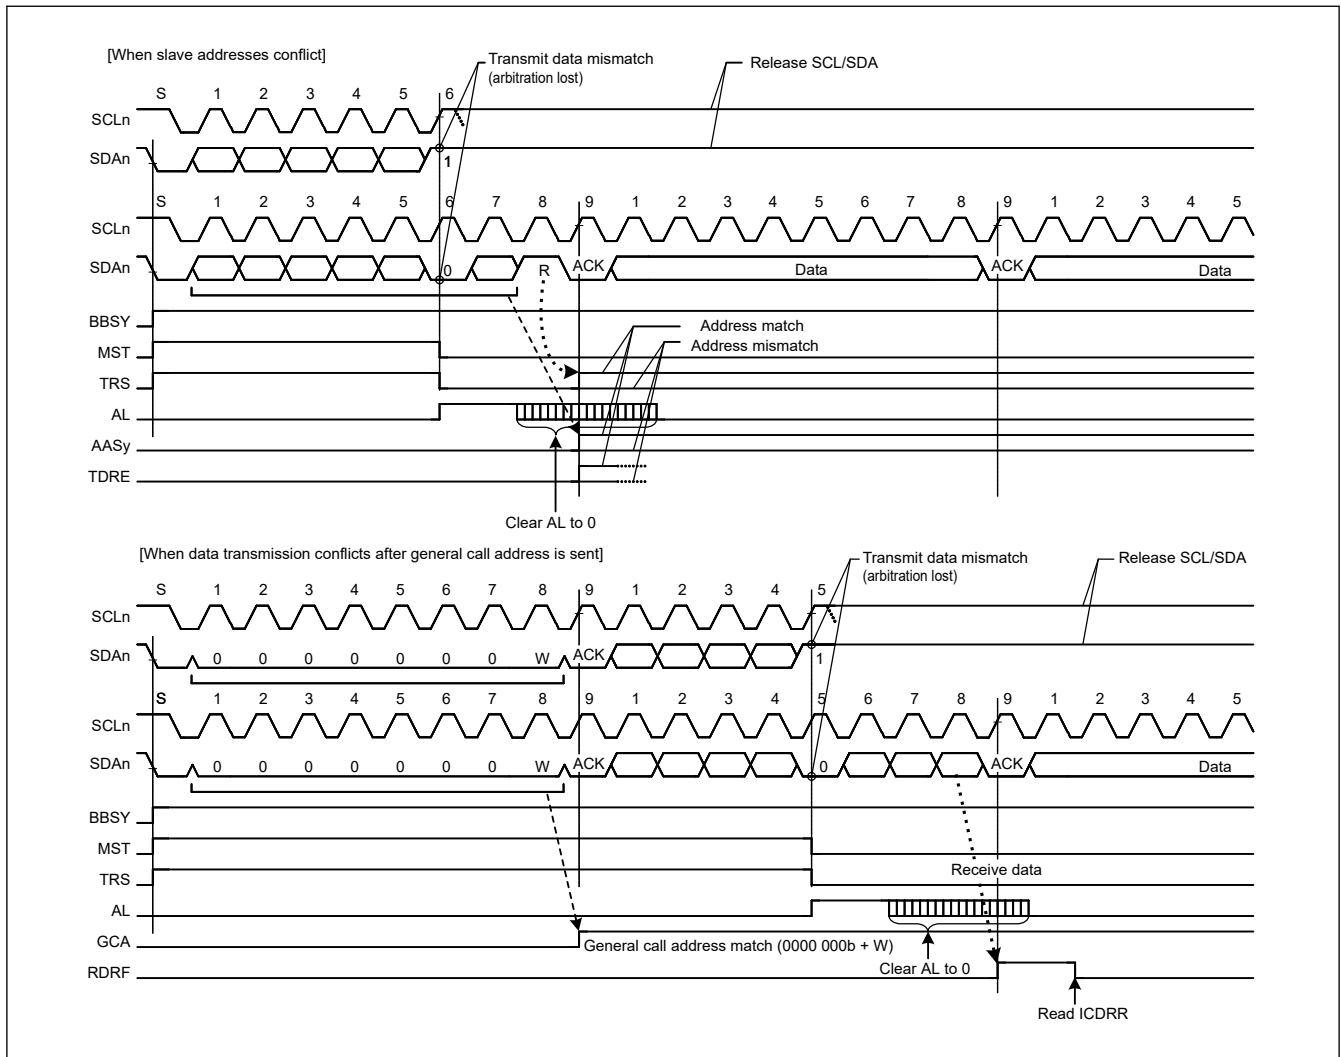 [When slave addresses conflict]
Transmit data mismatch
(arbitration lost)
Release SCL/SDA
S 1 2 3 4 5 6
SCLn
SDAn
1
S 1 2 3 4 5 6 7 8 9 1 2 3 4 5 6 7 8 9 1 2 3 4 5
SCLn
SDAn 0 R ACK Data ACK Data
BBSY
Address match
MST Address mismatch
TRS
AL
AASy
TDRE
Clear AL to 0
[When data transmission conflicts after general call address is sent]
Transmit data mismatch
(arbitration lost)
Release SCL/SDA
S 1 2 3 4 5 6 7 8 9 1 2 3 4 5
SCLn
SDAn 0 0 0 0 0 0 0 W ACK 1
S 1 2 3 4 5 6 7 8 9 1 2 3 4 5 6 7 8 9 1 2 3 4 5
SCLn
SDAn 0 0 0 0 0 0 0 W ACK 0 ACK Data
BBSY
MST
Receive data
TRS
AL
GCA General call address match (0000 000b + W)
Clear AL to 0
RDRF
Read ICDRR